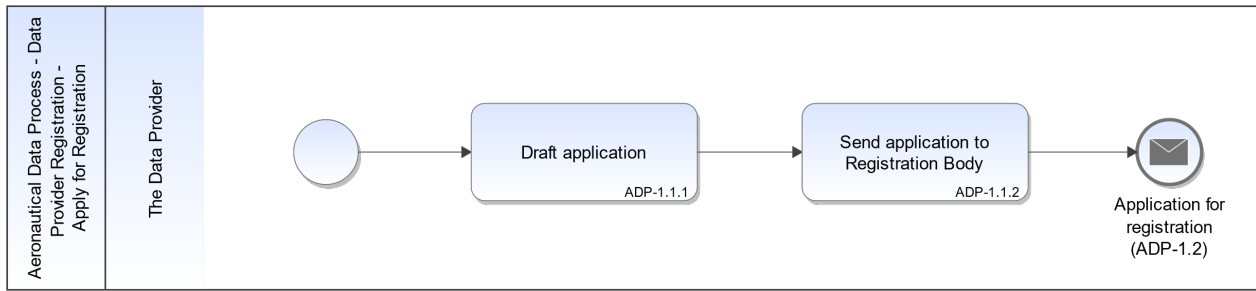 Aeronautical Data Process - Data
Provider Registration -
Apply for Registration
The Data Provider
Draft application
ADP-1.1.1
Send application to
Registration Body
ADP-1.1.2
Application for
registration
(ADP-1.2)